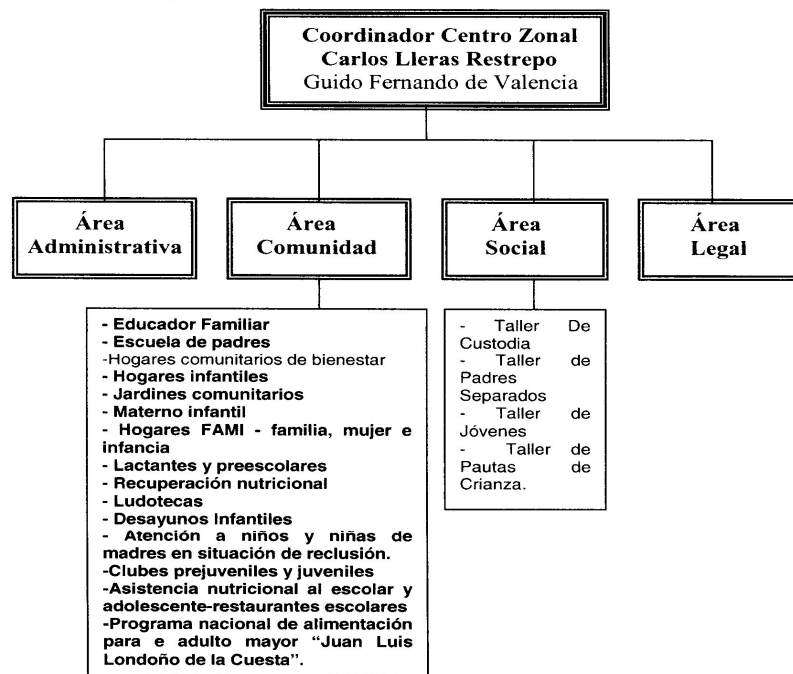 Coordinador Centro Zonal
Carlos Lleras Restrepo
Guido Fernando de Valencia
Área
Administrativa
Área
Comunidad
Área
Social
Área
Legal
- Educador Familiar
- Escuela de padres
-Hogares comunitarios de bienestar
- Hogares infantiles
- Jardines comunitarios
- Materno infantil
- Hogares FAMI - familia, mujer e
infancia
- Lactantes y preescolares
- Recuperación nutricional
- Ludotecas
- Desayunos Infantiles
- Atención a niños y niñas de
madres en situación de reclusión.
-Clubes prejuveniles y juveniles
-Asistencia nutricional al escolar y
adolescente-restaurantes escolares
-Programa nacional de alimentación
para e adulto mayor “Juan Luis
Londoño de la Cuesta”.
- Taller De
Custodia
- Taller de
Padres
Separados
- Taller de
Jóvenes
- Taller de
Pautas de
Crianza.